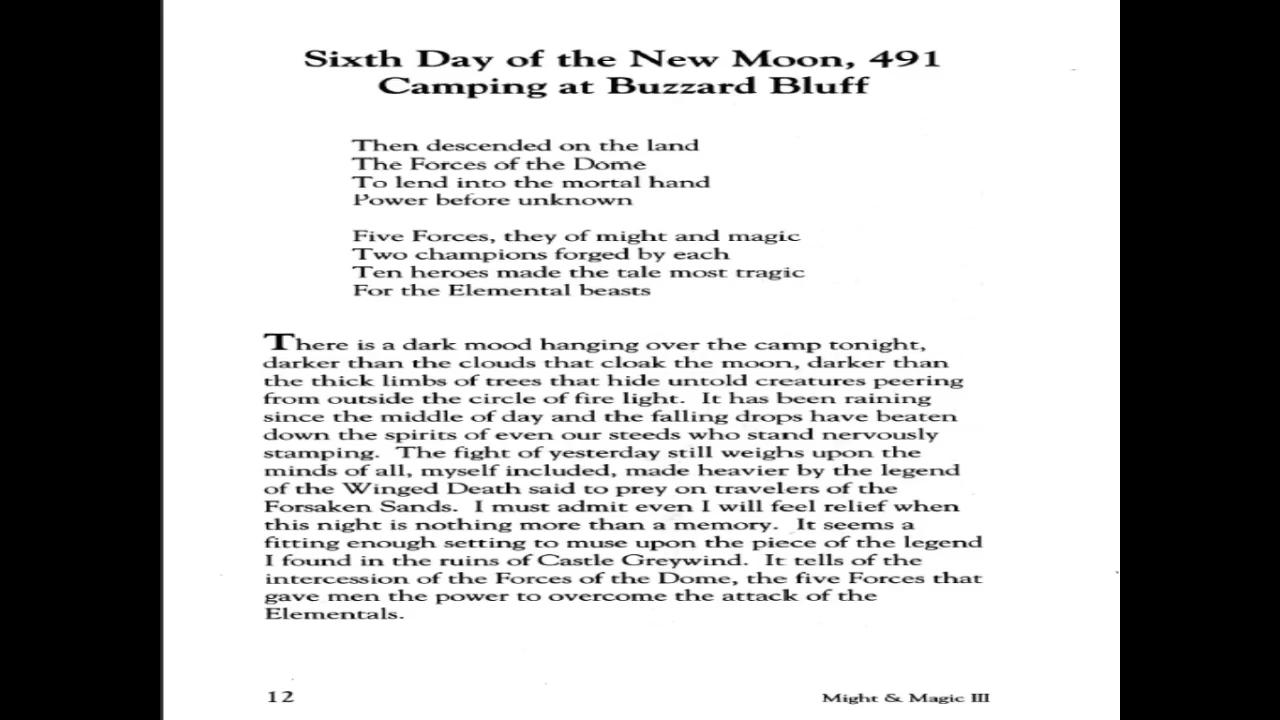 Sixth Day of the New Moon, 491
Camping at Buzzard Bluff
Then descended on the land
The Forces of the Dome
To lend into the mortal hand
Power before unknown
Five Forces, they of might and magic
Two champions forged by each
Ten heroes made the tale most tragic
For the Elemental beasts
There is a dark mood hanging over the camp tonight,
darker than the clouds that cloak the moon, darker than
the thick limbs of trees that hide untold creatures peering
from outside the circle of fire light. It has been raining
since the middle of day and the falling drops have beaten
down the spirits of even our steeds who stand nervously
stamping. The fight of yesterday still weighs upon the
minds of all, myself included, made heavier by the legend
of the Winged Death said to prey on travelers of the
Forsaken Sands. I must admit even I will feel relief when
this night is nothing more than a memory. It seems a
fitting enough setting to muse upon the piece of the legend
I found in the ruins of Castle Greywind. It tells of the
intercession of the Forces of the Dome, the five Forces that
gave men the power to overcome the attack of the
Elementals.
12
Might & Magic III